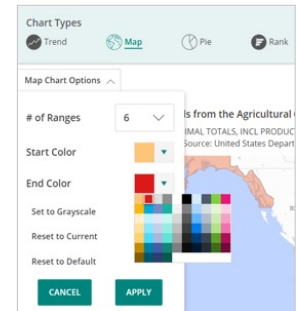 Chart Types
Trend
Map
Pie
Rank
Map Chart Options
# of Ranges
6
ls from the Agricultural
IMAL TOTALS, INCL PRODUC
Source: United States Depart
Start Color
End Color
Set to Grayscale
Reset to Current
Reset to Default
CANCEL
APPLY